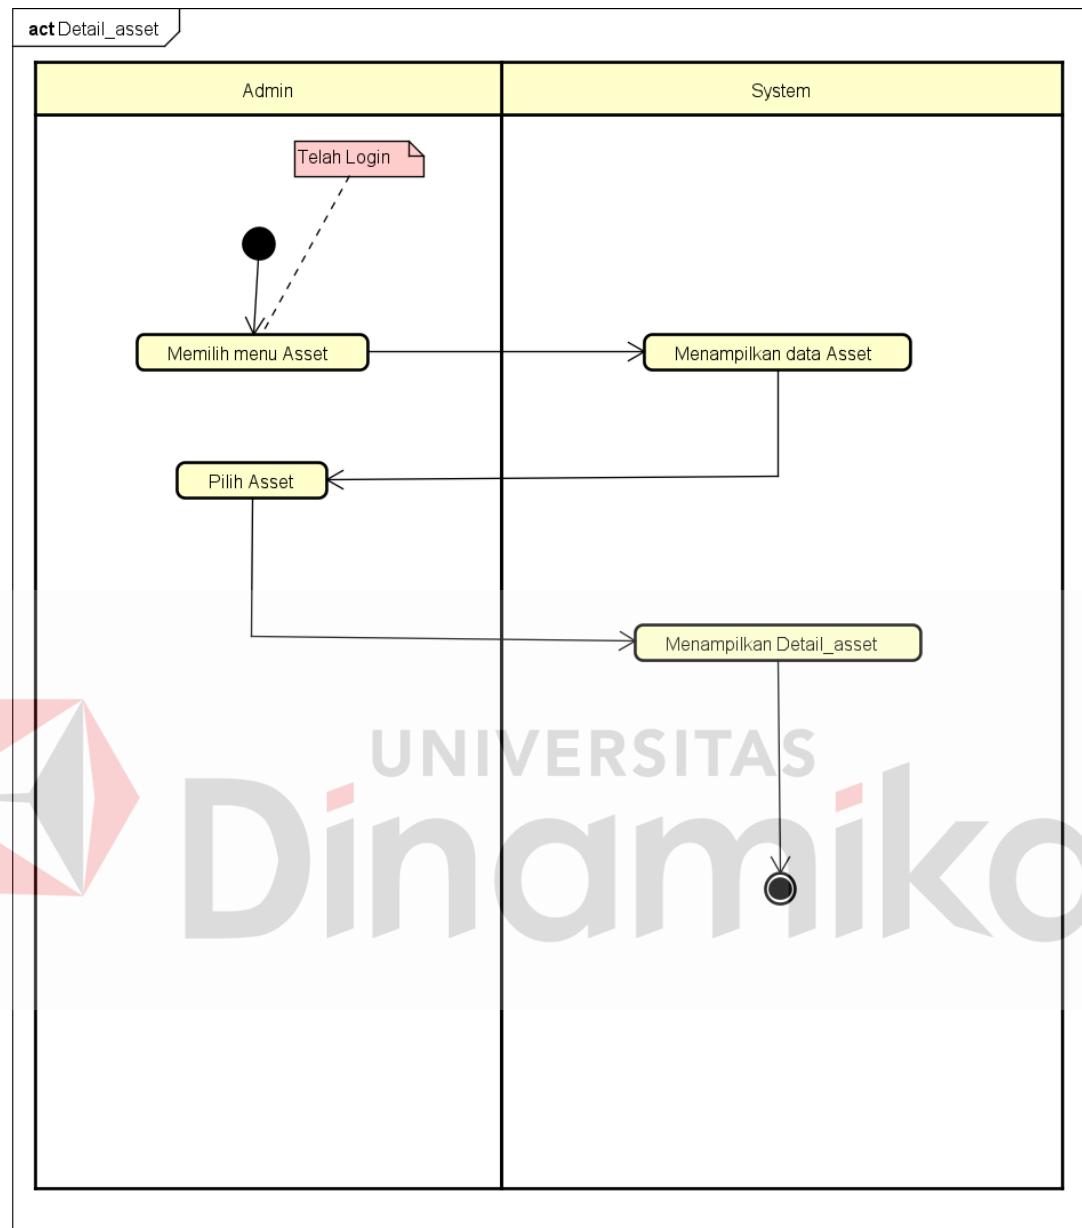 act Detail_asset
Admin
System
Telah Login
Memilih menu Asset
Menampilkan data Asset
Pilih Asset
Menampilkan Detail_asset
UNIVERSITAS
Dinamika